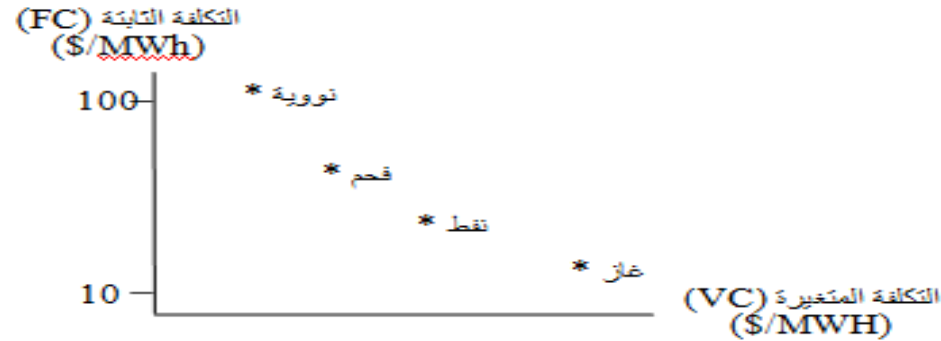 التكلفة الثابتة (FC)
($/MWh)
100
نووية *
فحم *
نفط *
غاز *
10
التكلفة المتغيرة (VC)
($/MWH)